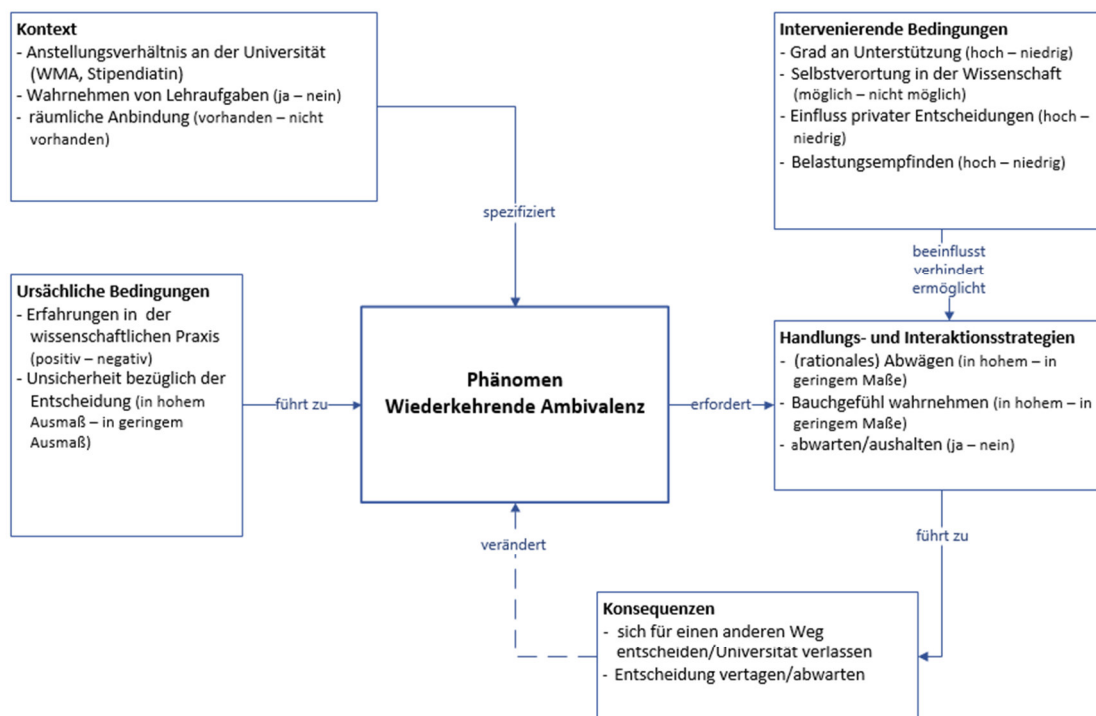 Kontext
- Anstellungsverhältnis an der Universität
(WMA, Stipendiatin)
- Wahrnehmen von Lehraufgaben (ja – nein)
- räumliche Anbindung (vorhanden – nicht
vorhanden)
Intervenierende Bedingungen
- Grad an Unterstützung (hoch – niedrig)
- Selbstverortung in der Wissenschaft
(möglich – nicht möglich)
- Einfluss privater Entscheidungen (hoch –
niedrig)
- Belastungsempfinden (hoch – niedrig)
spezifiziert
beeinflusst
verhindert
ermöglicht
Ursächliche Bedingungen
- Erfahrungen in der
wissenschaftlichen Praxis
(positiv – negativ)
- Unsicherheit bezüglich der
Entscheidung (in hohem
Ausmaß – in geringem
Ausmaß)
führt zu
Phänomen
Wiederkehrende Ambivalenz
erfordert
Handlungs- und Interaktionsstrategien
- (rationales) Abwägen (in hohem – in
geringem Maße)
- Bauchgefühl wahrnehmen (in hohem – in
geringem Maße)
- abwarten/aushalten (ja – nein)
verändert
führt zu
Konsequenzen
- sich für einen anderen Weg
entscheiden/Universität verlassen
- Entscheidung vertagen/abwarten